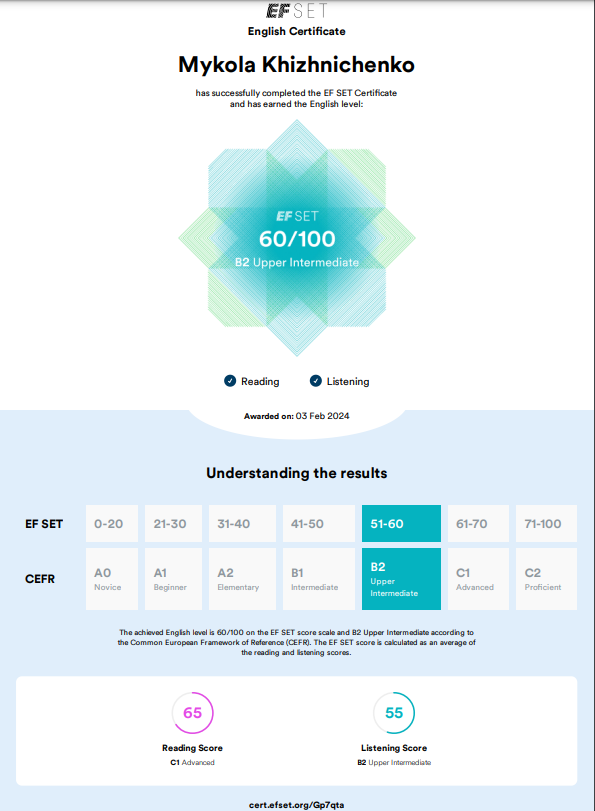 EF SET
English Certificate
Mykola Khizhnichenko
has successfully completed the EF SET Certificate
and has earned the English level:
EF SET
60/100
B2 Upper Intermediate
Reading
Listening
Awarded on: 03 Feb 2024
Understanding the results
EF SET
0-20
21-30
31-40
41-50
51-60
61-70
71-100
CEFR
A0
Novice
A1
Beginner
A2
Elementary
B1
Intermediate
B2
Upper
Intermediate
C1
Advanced
C2
Proficient
The achieved English level is 60/100 on the EF SET score scale and B2 Upper Intermediate according to
the Common European Framework of Reference (CEFR). The EF SET score is calculated as an average of
the reading and listening scores.
65
Reading Score
C1 Advanced
55
Listening Score
B2 Upper Intermediate
cert.efset.org/Gp7qta